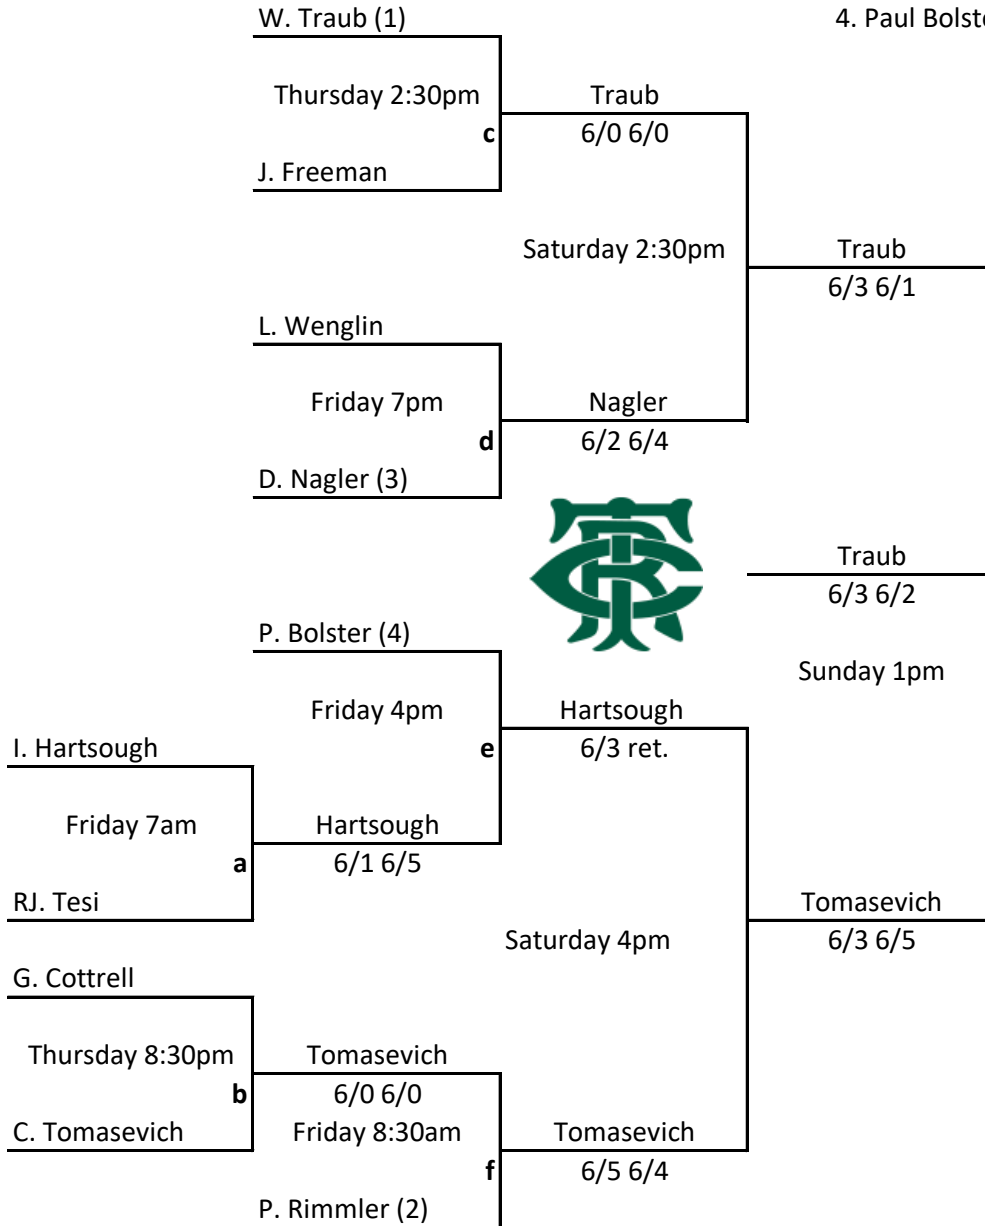 W. Traub (1)
4. Paul Bolste
Thursday 2:30pm
Traub
c
6/0 6/0
J. Freeman
Saturday 2:30pm
Traub
6/3 6/1
L. Wenglin
Friday 7pm
Nagler
d
6/2 6/4
D. Nagler (3)
Traub
6/3 6/2
P. Bolster (4)
Sunday 1pm
Friday 4pm
Hartsough
I. Hartsough
e
6/3 ret.
Friday 7am
Hartsough
a
6/1 6/5
RJ. Tesi
Tomasevich
Saturday 4pm
6/3 6/5
G. Cottrell
Thursday 8:30pm
Tomasevich
b
6/0 6/0
C. Tomasevich
Friday 8:30am
Tomasevich
f
6/5 6/4
P. Rimmler (2)